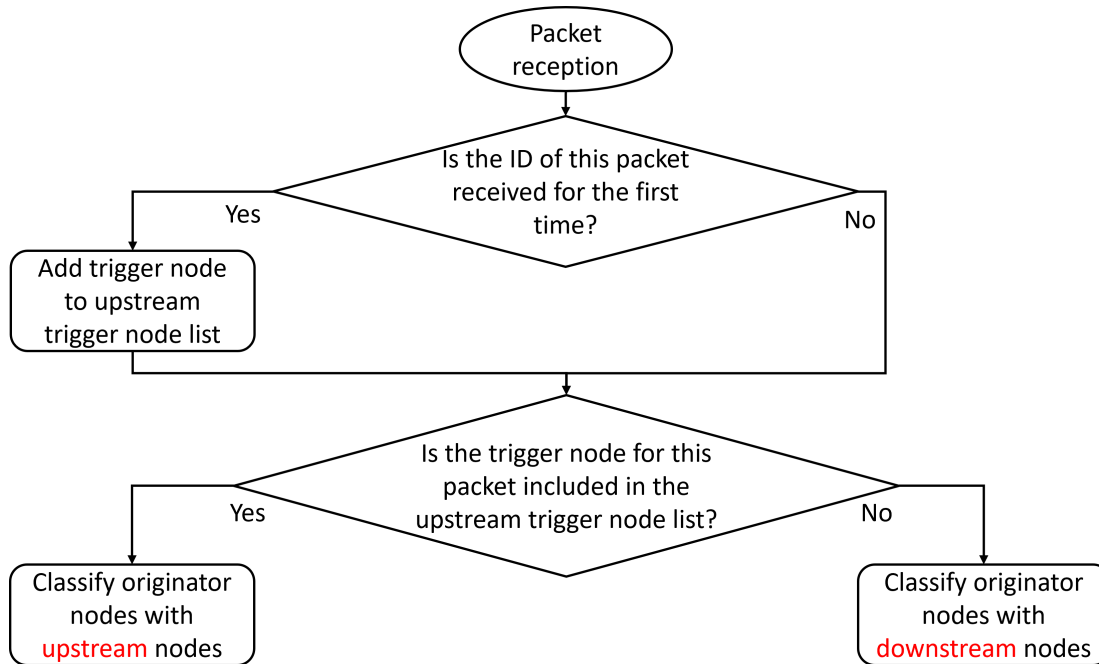 Packet
reception
Is the ID of this packet
received for the first
time?
Yes
No
Add trigger node
to upstream
trigger node list
Is the trigger node for this
packet included in the
upstream trigger node list?
Yes
No
Classify originator
nodes with
upstream nodes
Classify originator
nodes with
downstream nodes